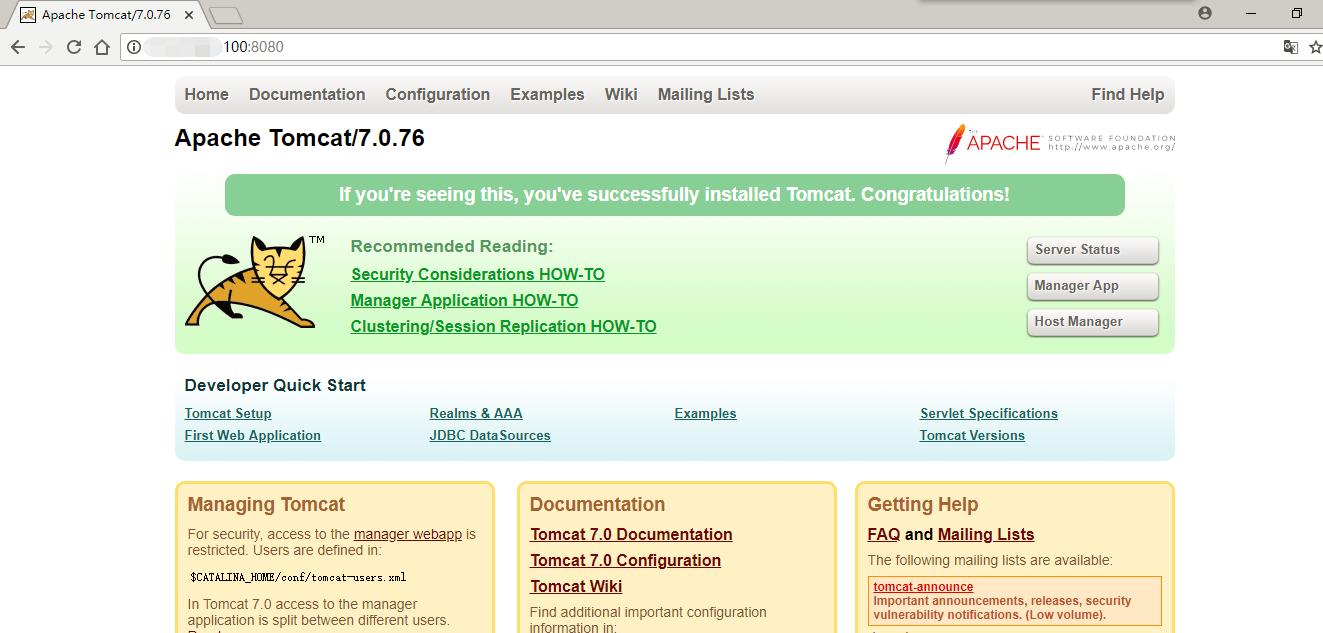 Apache Tomcat/7.0.76
100:8080
Home Documentation Configuration Examples Wiki Mailing Lists Find Help
Apache Tomcat/7.0.76
THE APACHE SOFTWARE FOUNDATION
http://www.apache.org/
If you're seeing this, you've successfully installed Tomcat. Congratulations!
TM
Recommended Reading:
Security Considerations HOW-TO
Manager Application HOW-TO
Clustering/Session Replication HOW-TO
Server Status
Manager App
Host Manager
Developer Quick Start
Tomcat Setup
First Web Application
Realms & AAA
JDBC DataSources
Examples
Servlet Specifications
Tomcat Versions
Managing Tomcat
For security, access to the manager webapp is
restricted. Users are defined in:
$CATALINA_HOME/conf/tomcat-users.xml
In Tomcat 7.0 access to the manager
application is split between different users.
Documentation
Tomcat 7.0 Documentation
Tomcat 7.0 Configuration
Tomcat Wiki
Find additional important configuration
information in:
Getting Help
FAQ and Mailing Lists
The following mailing lists are available:
tomcat-announce
Important announcements, releases, security
vulnerability notifications. (Low volume).